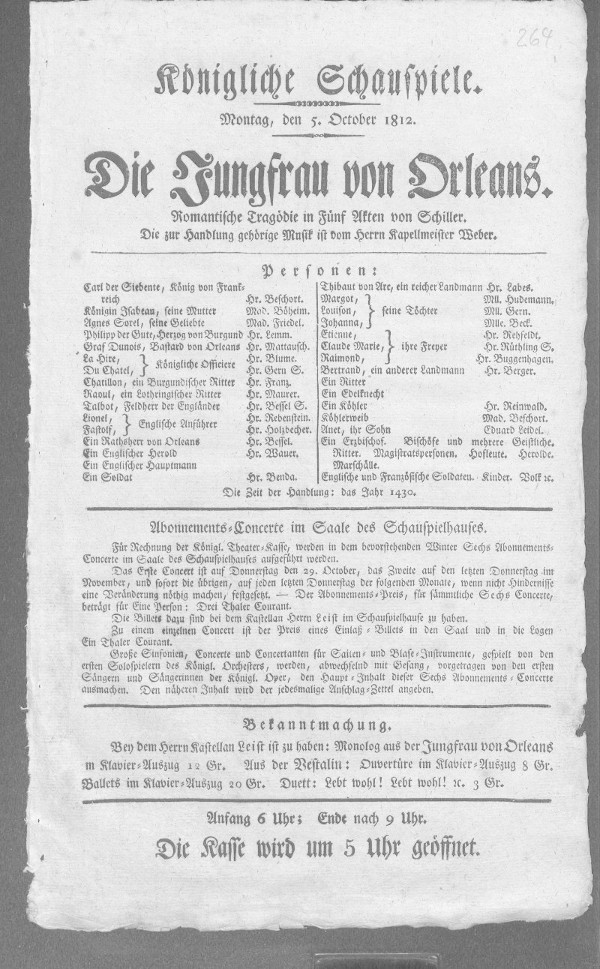 264
Königliche Schauspiele.
Montag, den 5. October 1812.
Die Jungfrau von Orleans.
Romantische Tragödie in Fünf Akten von Schiller.
Die zur Handlung gehörige Musik ist vom Herrn Kapellmeister Weber.
Personen:
Carl der Siebente, König von Frank-
reich Hr. Beschort.
Königin Isabeau, seine Mutter Mad. Böheim.
Agnes Sorel, seine Geliebte Mad. Friedel.
Philipp der Gute, Herzog von Burgund Hr. Lemm.
Graf Dunois, Bastard von Orleans Hr. Mattausch.
La Hire, Hr. Blume.
Königliche Officiere
Du Chatel, Hr. Gern S.
Chatillon, ein Burgundischer Ritter Hr. Franz.
Raoul, ein Lothringischer Ritter Hr. Maurer.
Talbot, Feldherr der Engländer Hr. Bessel S.
Lionel, Hr. Rebenstein.
Englische Anführer
Fastolf, Hr. Holzbecher.
Ein Rathsherr von Orleans Hr. Bessel.
Ein Englischer Herold Hr. Wauer.
Ein Englischer Hauptmann
Ein Soldat Hr. Benda.
Thibaut von Arc, ein reicher Landmann Hr. Labes.
Margot, Mll. Hudemann.
Louison, seine Töchter Mll. Gern.
Johanna, Mlle. Beck.
Etienne, Hr. Rehfeldt.
Claude Marie, ihre Freyer Hr. Rüthling S.
Raimond, Hr. Buggenhagen.
Bertrand, ein anderer Landmann Hr. Berger.
Ein Ritter
Ein Edelknecht
Ein Köhler Hr. Reinwald.
Köhlerweib Mad. Beschort.
Anet, ihr Sohn Eduard Leidel.
Ein Erzbischof. Bischöfe und mehrere Geistliche.
Ritter. Magistratspersonen. Hofleute. Herolde.
Marschälle.
Englische und Französische Soldaten. Kinder. Volk ꝛc.
Die Zeit der Handlung: das Jahr 1430.
Abonnements-Concerte im Saale des Schauspielhauses.
Für Rechnung der Königl. Theater-Kasse, werden in dem bevorstehenden Winter Sechs Abonnements-
Concerte im Saale des Schauspielhauses aufgeführt werden.
Das Erste Concert ist auf Donnerstag den 29. October, das Zweite auf den letzten Donnerstag im
November, und sofort die übrigen, auf jeden letzten Donnerstag der folgenden Monate, wenn nicht Hindernisse
eine Veränderung nöthig machen, festgesetzt. — Der Abonnements-Preis, für sämmtliche Sechs Concerte,
beträgt für Eine Person: Drei Thaler Courant.
Die Billets dazu sind bei dem Kastellan Herrn Leist im Schauspielhause zu haben.
Zu einem einzelnen Concert ist der Preis eines Einlaß-Billets in den Saal und in die Logen
Ein Thaler Courant.
Große Sinfonien, Concerte und Concertanten für Saiten- und Blase-Instrumente, gespielt von den
ersten Solospielern des Königl. Orchesters, werden, abwechselnd mit Gesang, vorgetragen von den ersten
Sängern und Sängerinnen der Königl. Oper, den Haupt-Inhalt dieser Sechs Abonnements-Concerte
ausmachen. Den näheren Inhalt wird der jedesmalige Anschlag-Zettel angeben.
Bekanntmachung.
Bey dem Herrn Kastellan Leist ist zu haben: Monolog aus der Jungfrau von Orleans
m Klavier-Auszug 12 Gr. Aus der Vestalin: Ouvertüre im Klavier-Auszug 8 Gr.
Ballets im Klavier-Auszug 20 Gr. Duett: Lebt wohl! Lebt wohl! ꝛc. 3 Gr.
Anfang 6 Uhr; Ende nach 9 Uhr.
Die Kasse wird um 5 Uhr geöffnet.